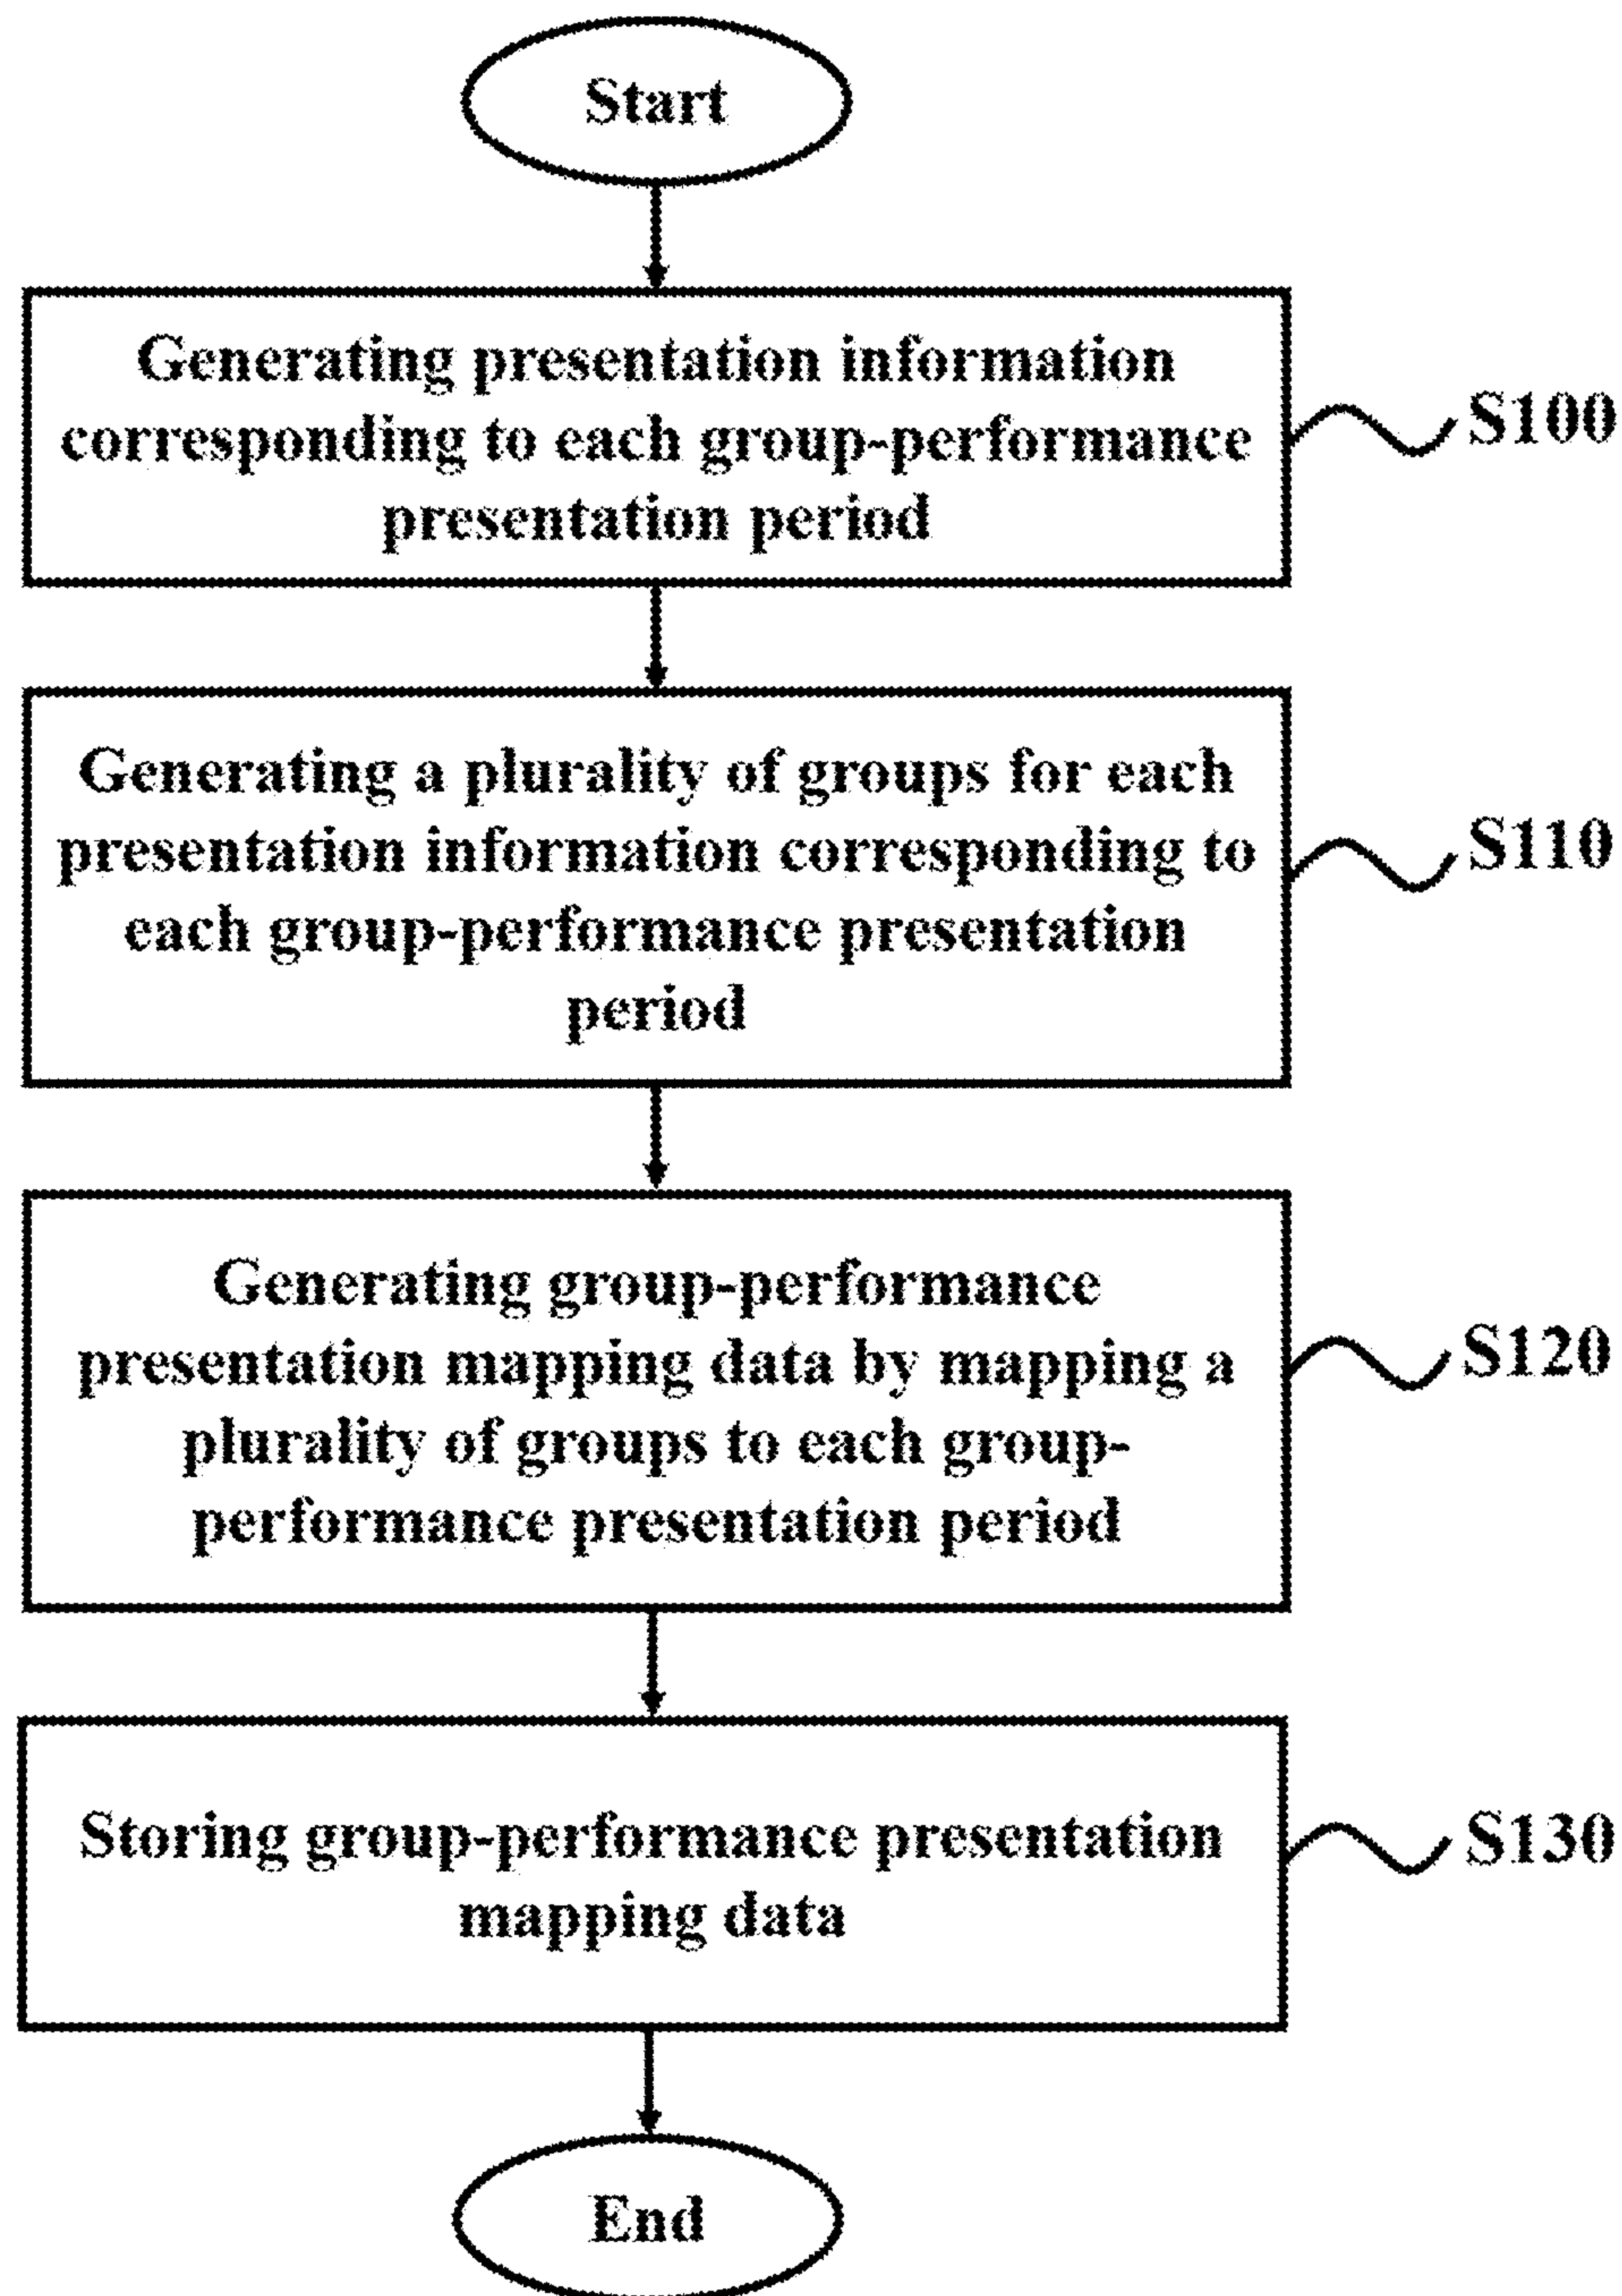 Start
Generating presentation information
corresponding to each group-performance
presentation period
S100
Generating a plurality of groups for each
presentation information corresponding to
each group-performance presentation
period
S110
Generating group-performance
presentation mapping data by mapping a
plurality of groups to each group-
performance presentation period
S120
Storing group-performance presentation
mapping data
S130
End